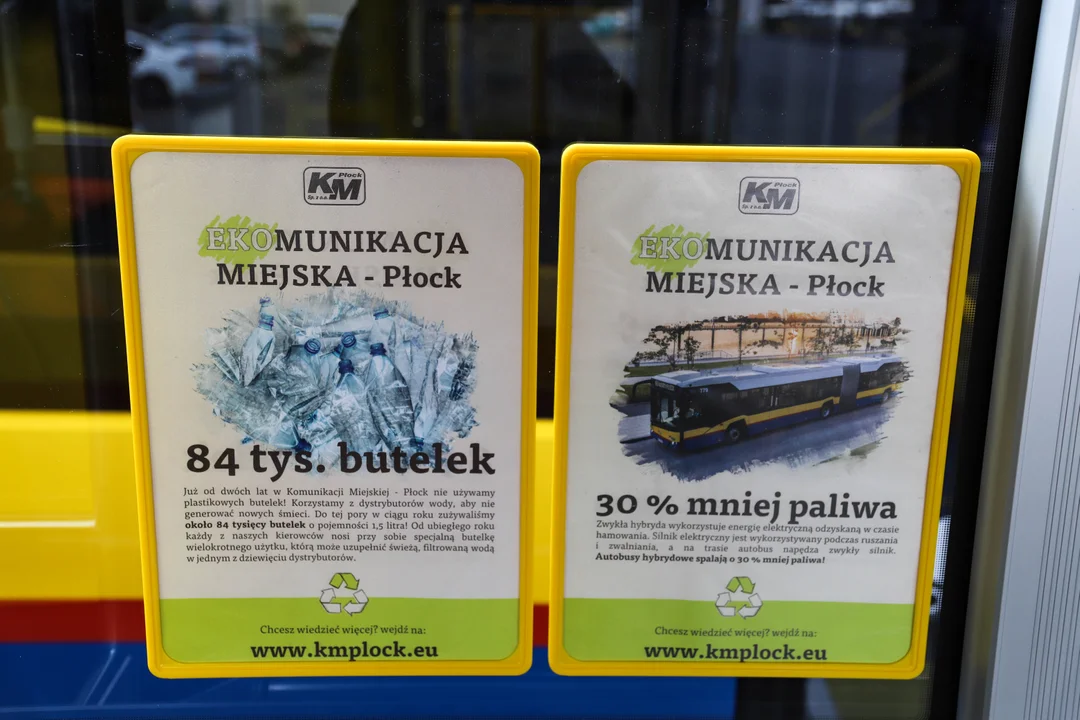 KM Płock
Sp. z o.o.
EKOMUNIKACJA
MIEJSKA - Płock
84 tyś. butelek
Już od dwóch lat w Komunikacji Miejskiej - Płock nie używamy
plastikowych butelek! Korzystamy z dystrybutorów wody, aby nie
generować nowych śmieci. Do tej pory w ciągu roku zużywaliśmy
około 84 tysięcy butelek o pojemności 1,5 litra! Od ubiegłego roku
każdy z naszych kierowców nosi przy sobie specjalną butelkę
wielokrotnego użytku, którą może uzupełnić świeżą, filtrowaną wodą
w jednym z dziewięciu dystrybutorów.
Chcesz wiedzieć więcej? wejdź na:
www.kmplock.eu
KM Płock
Sp. z o.o.
EKOMUNIKACJA
MIEJSKA - Płock
30 % mniej paliwa
Zwykła hybryda wykorzystuje energię elektryczną odzyskaną w czasie
hamowania. Silnik elektryczny jest wykorzystywany podczas ruszania
i zwalniania, a na trasie autobus napędza zwykły silnik.
Autobusy hybrydowe spalają o 30 % mniej paliwa!
Chcesz wiedzieć więcej? wejdź na:
www.kmplock.eu